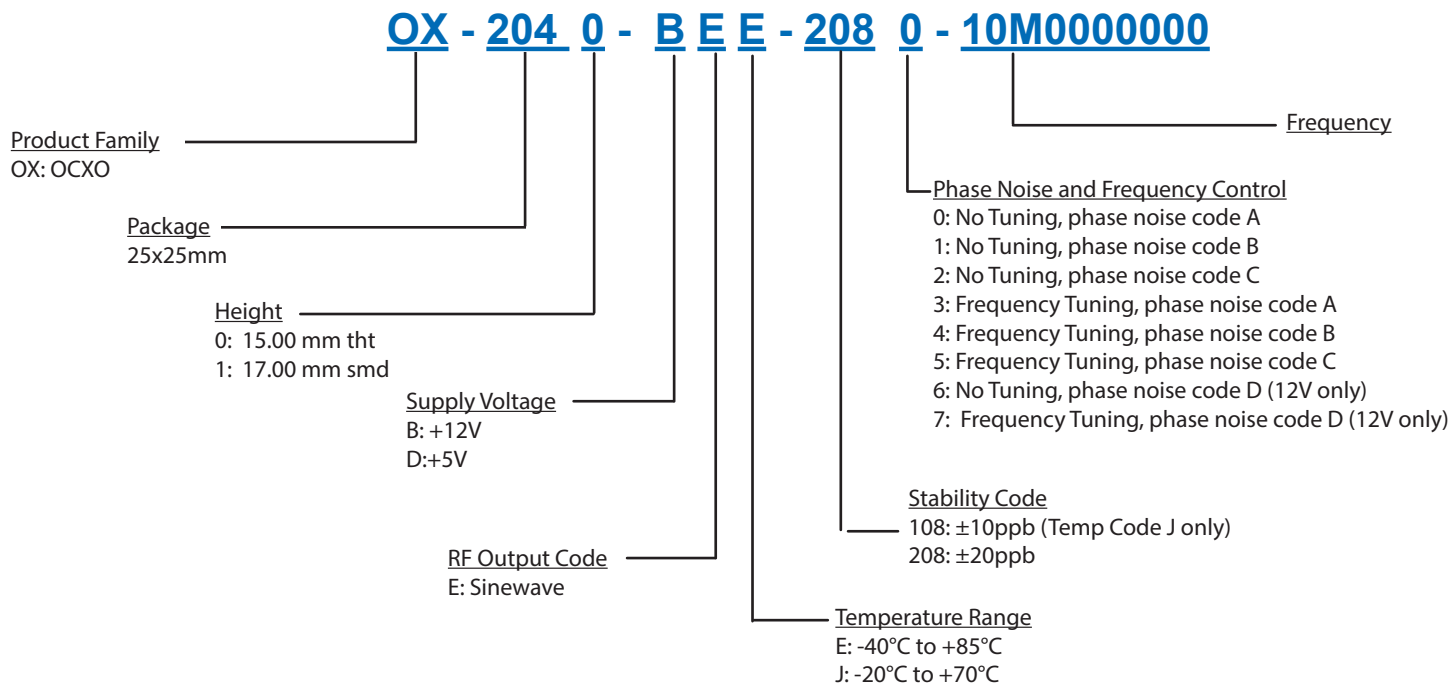 OX - 204 0 - B E E - 208 0 - 10M0000000
Product Family
OX: OCXO
Package
25x25mm
Height
0: 15.00 mm tht
1: 17.00 mm smd
Supply Voltage
B: +12V
D:+5V
RF Output Code
E: Sinewave
Temperature Range
E: -40°C to +85°C
J: -20°C to +70°C
Stability Code
108: ±10ppb (Temp Code J only)
208: ±20ppb
Phase Noise and Frequency Control
0: No Tuning, phase noise code A
1: No Tuning, phase noise code B
2: No Tuning, phase noise code C
3: Frequency Tuning, phase noise code A
4: Frequency Tuning, phase noise code B
5: Frequency Tuning, phase noise code C
6: No Tuning, phase noise code D (12V only)
7: Frequency Tuning, phase noise code D (12V only)
Frequency